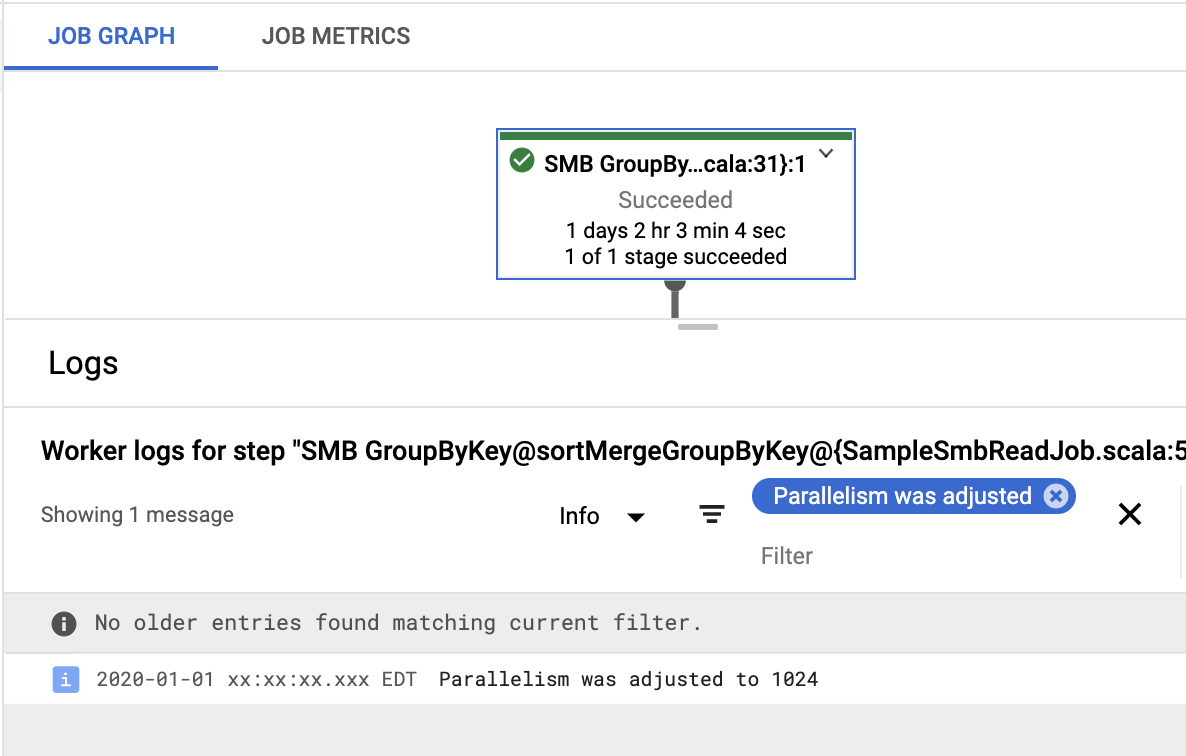 JOB GRAPH JOB METRICS
SMB GroupBy...cala:31}:1
Succeeded
1 days 2 hr 3 min 4 sec
1 of 1 stage succeeded
Logs
Worker logs for step "SMB GroupByKey@sortMergeGroupByKey@{SampleSmbReadJob.scala:5
Parallelism was adjusted
Showing 1 message Info
Filter
No older entries found matching current filter.
i 2020-01-01 xx:xx:xx.xxx EDT Parallelism was adjusted to 1024